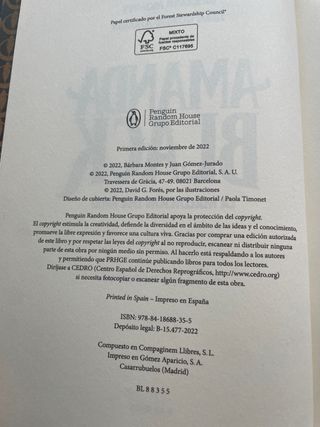 Papel certificado por el Forest Stewardship Council®
FSC
www.fsc.org
MIXTO
Papel procedente de
fuentes responsables
FSC® C117695
Penguin
Random House
Grupo Editorial
Primera edición: noviembre de 2022
© 2022, Bárbara Montes y Juan Gómez-Jurado
© 2022, Penguin Random House Grupo Editorial, S. A. U.
Travessera de Gràcia, 47-49. 08021 Barcelona
© 2022, David G. Forés, por las ilustraciones
Diseño de cubierta: Penguin Random House Grupo Editorial / Paola Timonet
Penguin Random House Grupo Editorial apoya la protección del copyright.
El copyright estimula la creatividad, defiende la diversidad en el ámbito de las ideas y el conocimiento,
promueve la libre expresión y favorece una cultura viva. Gracias por comprar una edición autorizada
de este libro y por respetar las leyes del copyright al no reproducir, escanear ni distribuir ninguna
parte de esta obra por ningún medio sin permiso. Al hacerlo está respaldando a los autores
y permitiendo que PRHGE continúe publicando libros para todos los lectores.
Diríjase a CEDRO (Centro Español de Derechos Reprográficos, http://www.cedro.org)
si necesita fotocopiar o escanear algún fragmento de esta obra.
Printed in Spain – Impreso en España
ISBN: 978-84-18688-35-5
Depósito legal: B-15.477-2022
Compuesto en Compaginem Llibres, S. L.
Impreso en Gómez Aparicio, S. A.
Casarrubuelos (Madrid)
BL 8 8 3 5 5